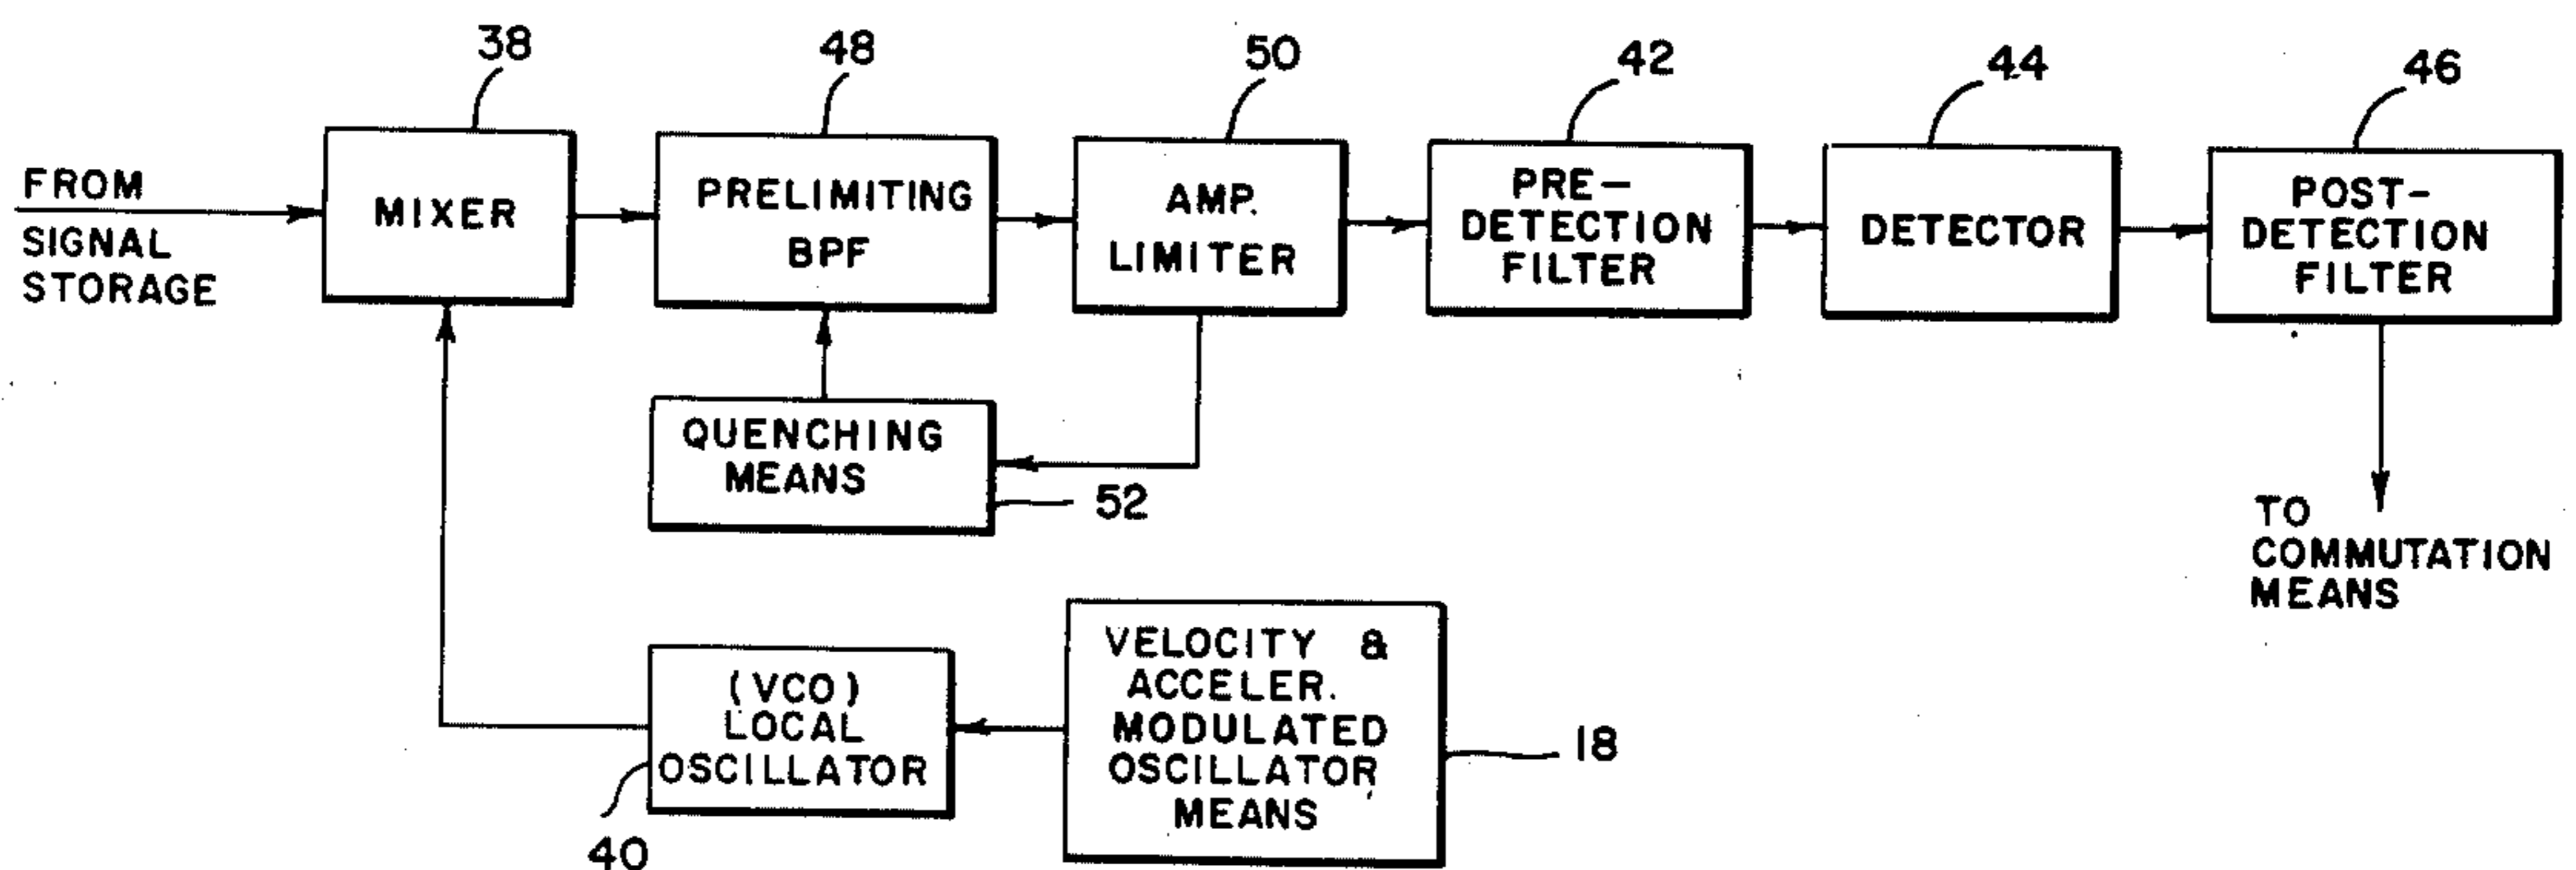 38
48
50
42
44
46
FROM
SIGNAL
STORAGE
MIXER
PRELIMITING
BPF
AMP.
LIMITER
PRE-
DETECTION
FILTER
DETECTOR
POST-
DETECTION
FILTER
QUENCHING
MEANS
52
TO
COMMUTATION
MEANS
(VCO)
LOCAL
OSCILLATOR
40
VELOCITY &
ACCELER.
MODULATED
OSCILLATOR
MEANS
18